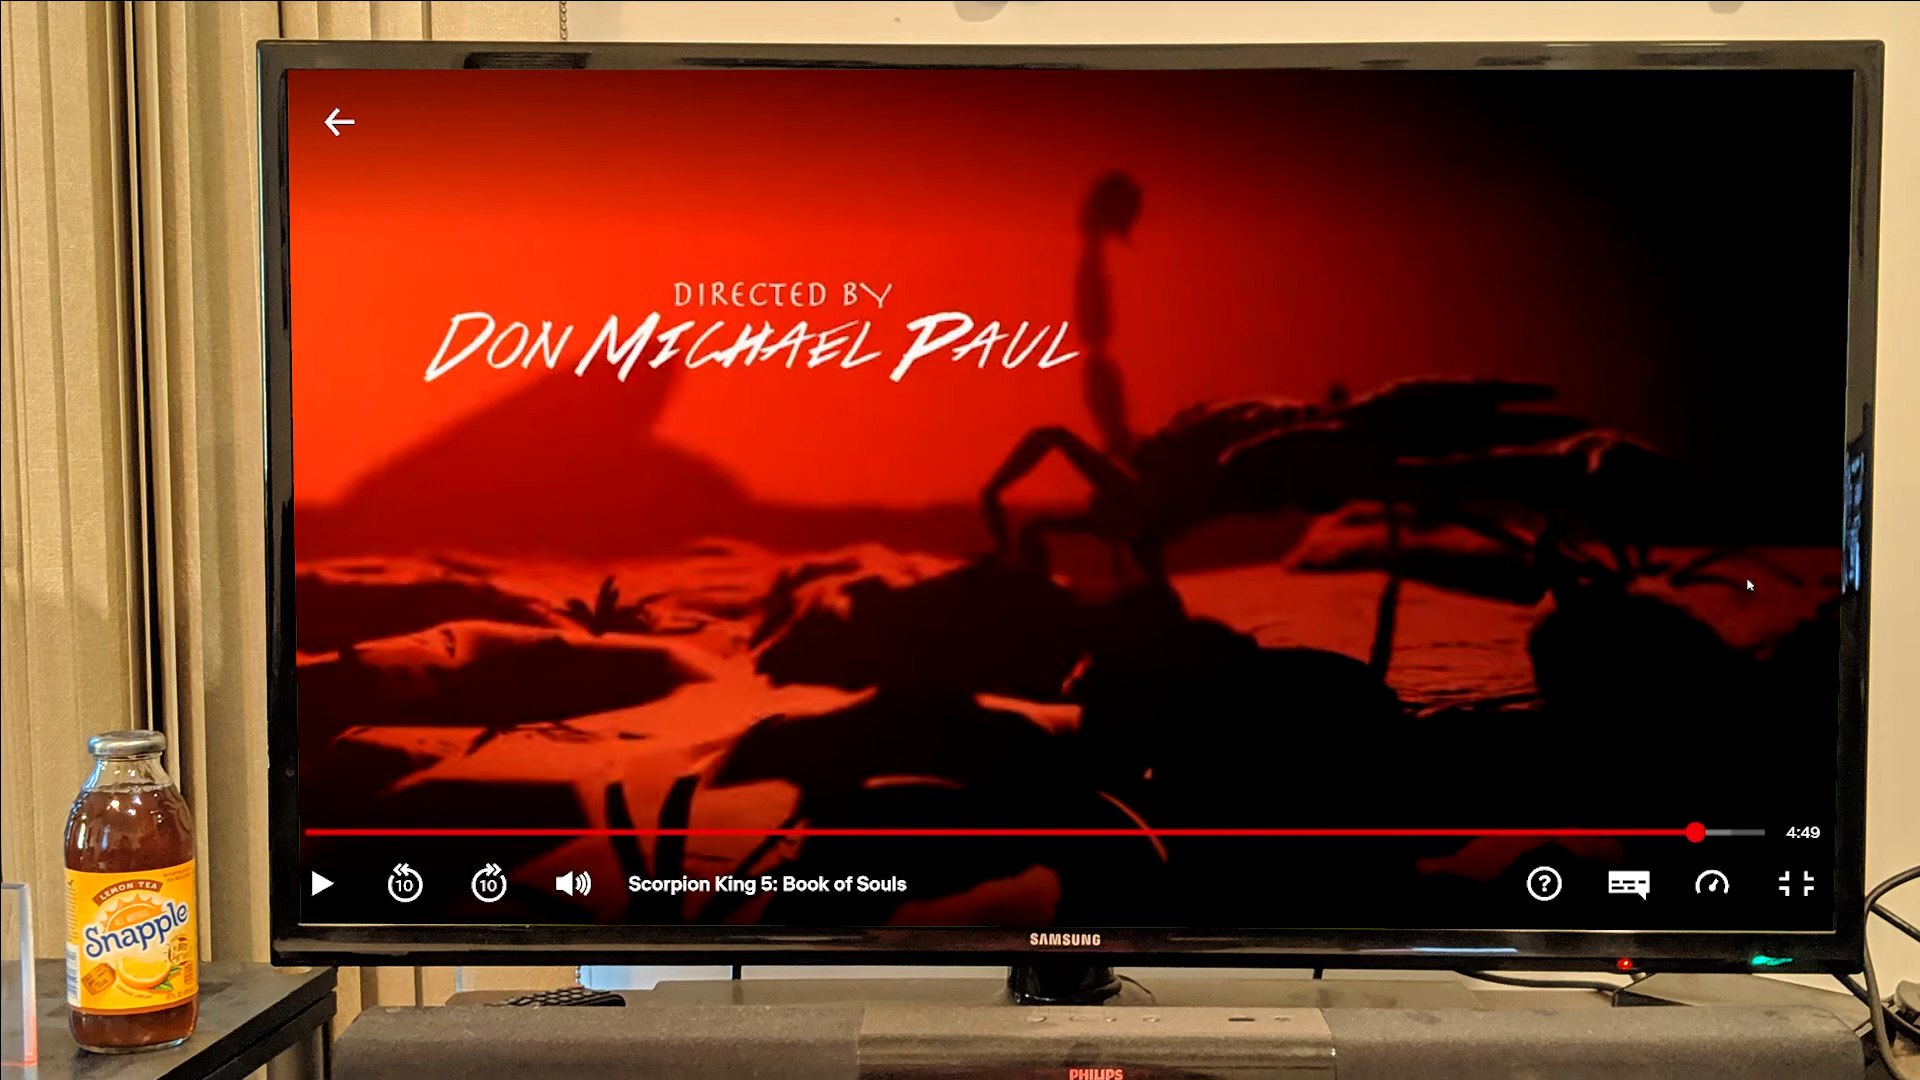 DIRECTED BY
DON MICHAEL PAUL
4:49
10
10
Scorpion King 5: Book of Souls
?
SAMSUNG
LEMON TEA
Snapple
PHILIPS